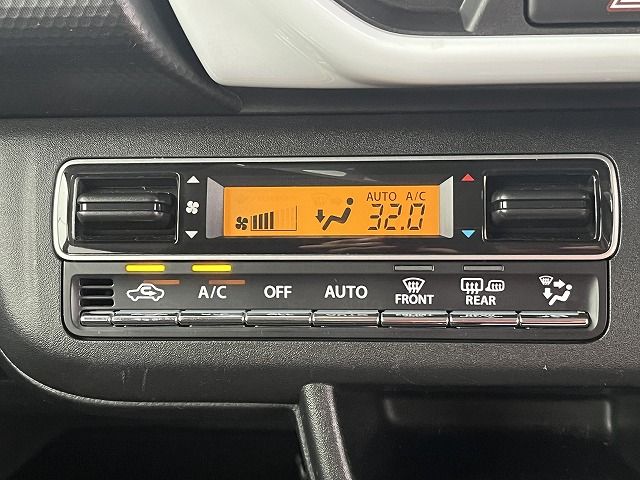 AUTO A/C
32.0
A/C OFF AUTO FRONT REAR